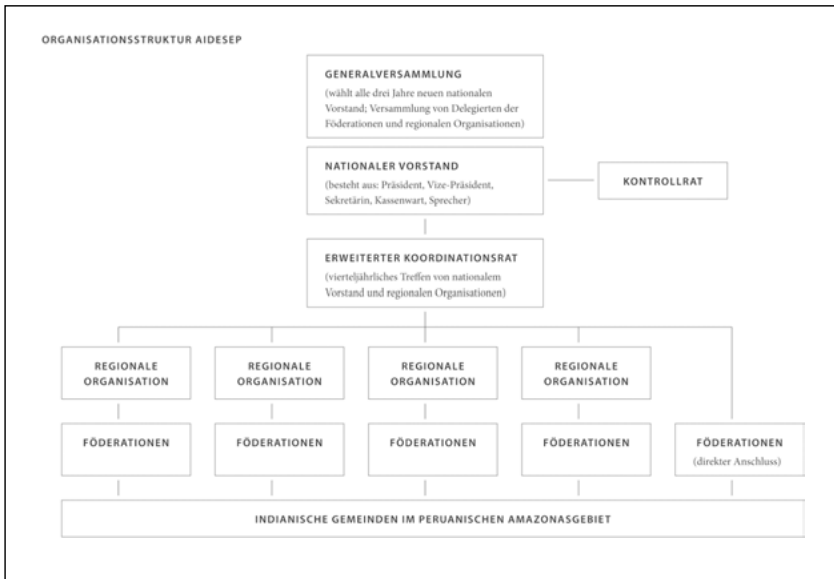 ORGANISATIONSSTRUKTUR AIDESEP
GENERALVERSAMMLUNG
(wählt alle drei Jahre neuen nationalen
Vorstand; Versammlung von Delegierten der
Föderationen und regionalen Organisationen)
NATIONALER VORSTAND
(besteht aus: Präsident, Vize-Präsident,
Sekretärin, Kassenwart, Sprecher)
KONTROLLRAT
ERWEITERTER KOORDINATIONSRAT
(vierteljährliches Treffen von nationalem
Vorstand und regionalen Organisationen)
REGIONALE
ORGANISATION
REGIONALE
ORGANISATION
REGIONALE
ORGANISATION
REGIONALE
ORGANISATION
FÖDERATIONEN
FÖDERATIONEN
FÖDERATIONEN
FÖDERATIONEN
FÖDERATIONEN
(direkter Anschluss)
INDIANISCHE GEMEINDEN IM PERUANISCHEN AMAZONASGEBIET